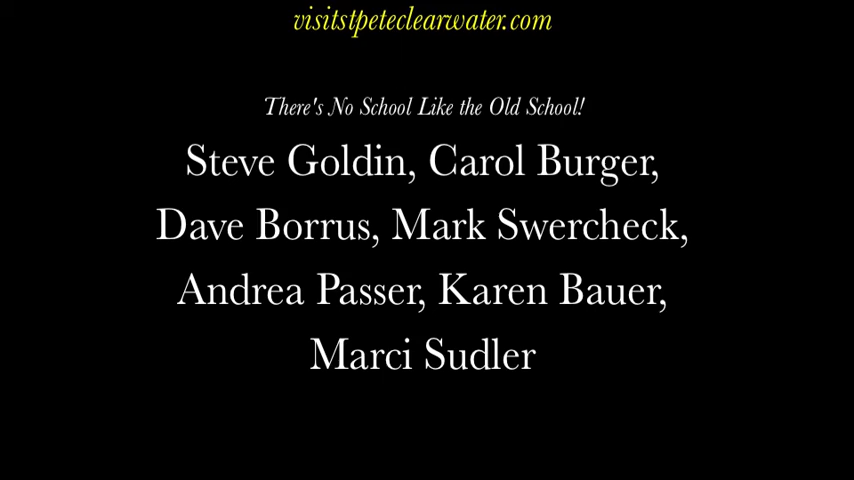 visitstpeteclearwater.com
There's No School Like the Old School!
Steve Goldin, Carol Burger,
Dave Borrus, Mark Swercheck,
Andrea Passer, Karen Bauer,
Marci Sudler